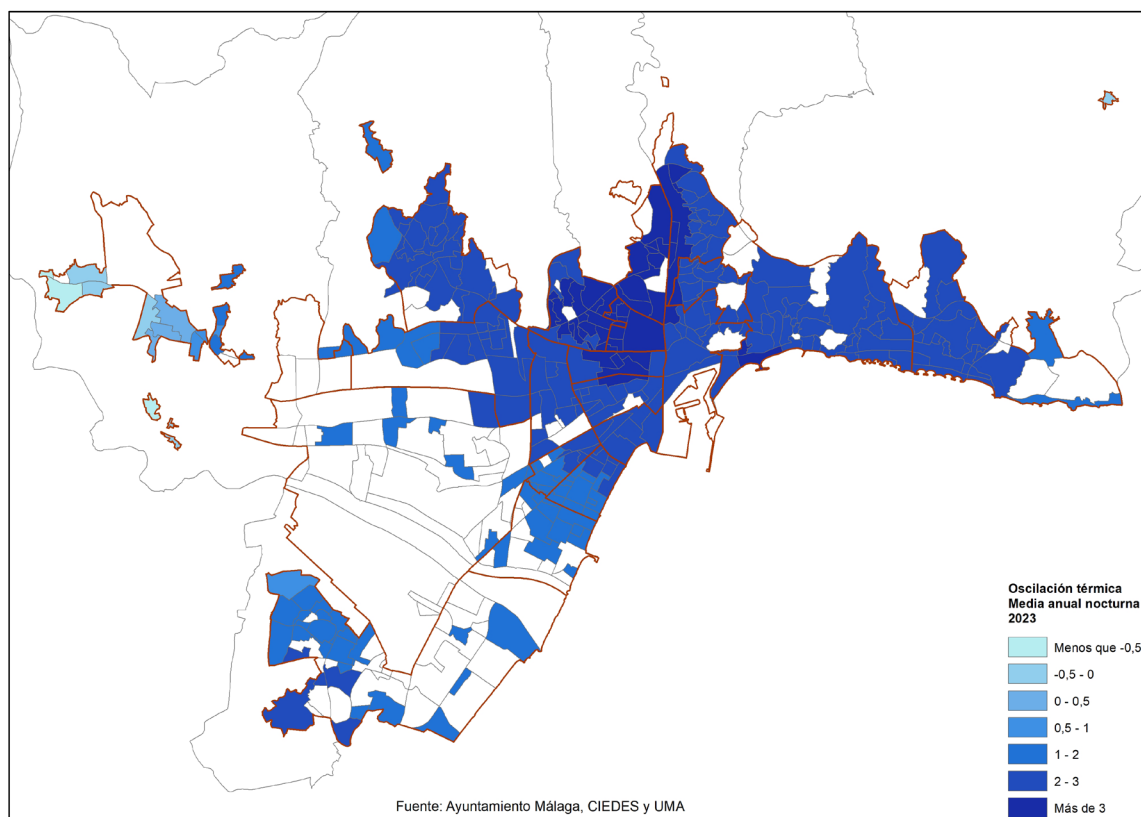 Oscilación térmica
Media anual nocturna
2023
Menos que -0,5
-0,5 - 0
0 - 0,5
0,5 - 1
1 - 2
2 - 3
Más de 3
Fuente: Ayuntamiento Málaga, CIEDES y UMA